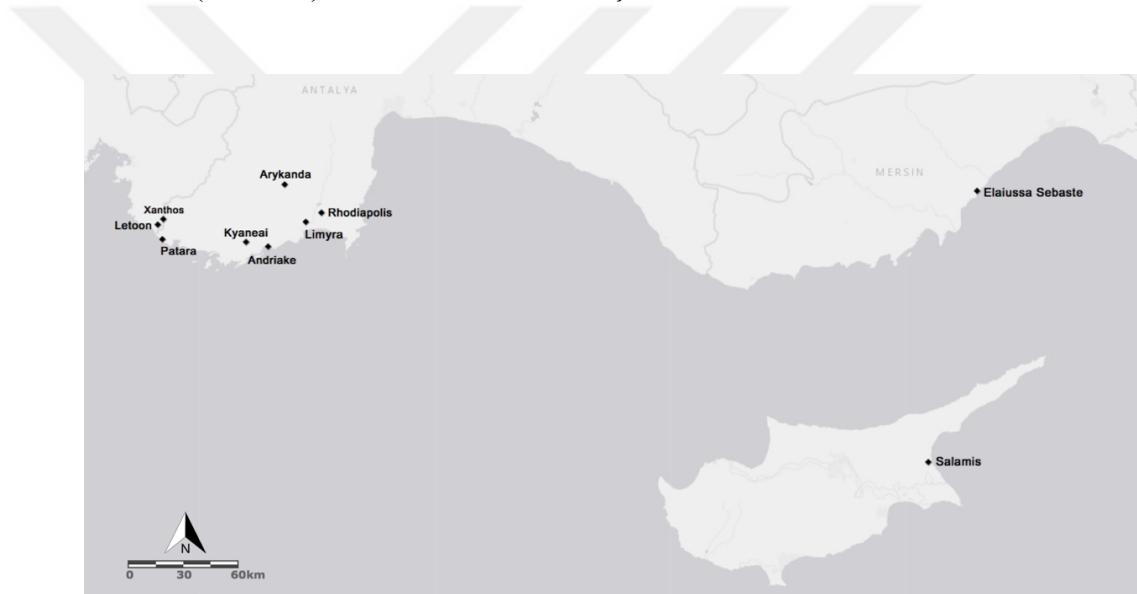 ANTALYA
MERSIN
Arykanda
Elaiussa Sebaste
Xanthos
Rhodiapolis
Letoon
Kyaneai
Limyra
Patara
Andriake
Salamis
N
0 30 60km